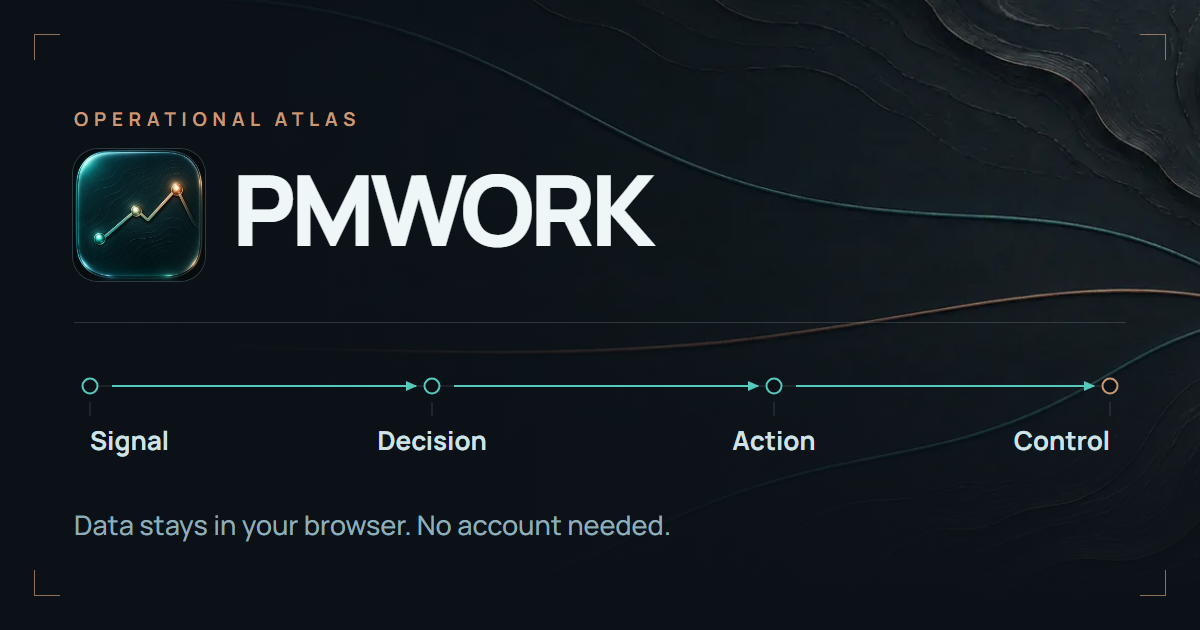 OPERATIONAL ATLAS
PMWORK
Signal Decision Action Control
Data stays in your browser. No account needed.